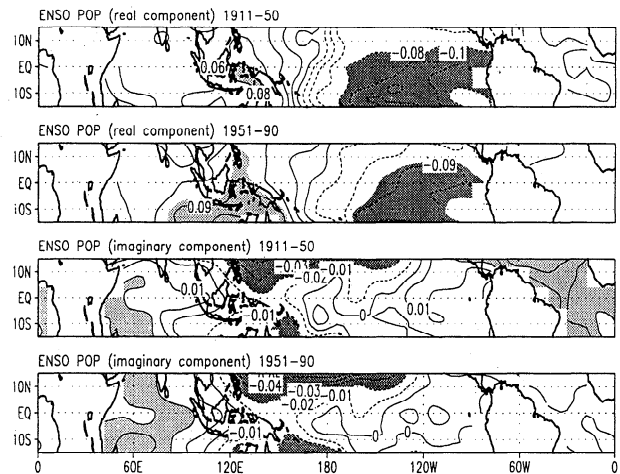 ENSO POP (real component) 1911-50
10N
EQ
10S
0.06
0.08
-0.08
-0.1
ENSO POP (real component) 1951-90
10N
EQ
10S
0.09
-0.09
ENSO POP (imaginary component) 1911-50
10N
EQ
10S
0.01
-0.01
-0.03
-0.02
-0.01
0
0.01
ENSO POP (imaginary component) 1951-90
10N
EQ
10S
-0.01
-0.04
-0.03
-0.02
-0.01
0
0
0 60E 120E 180 120W 60W 0